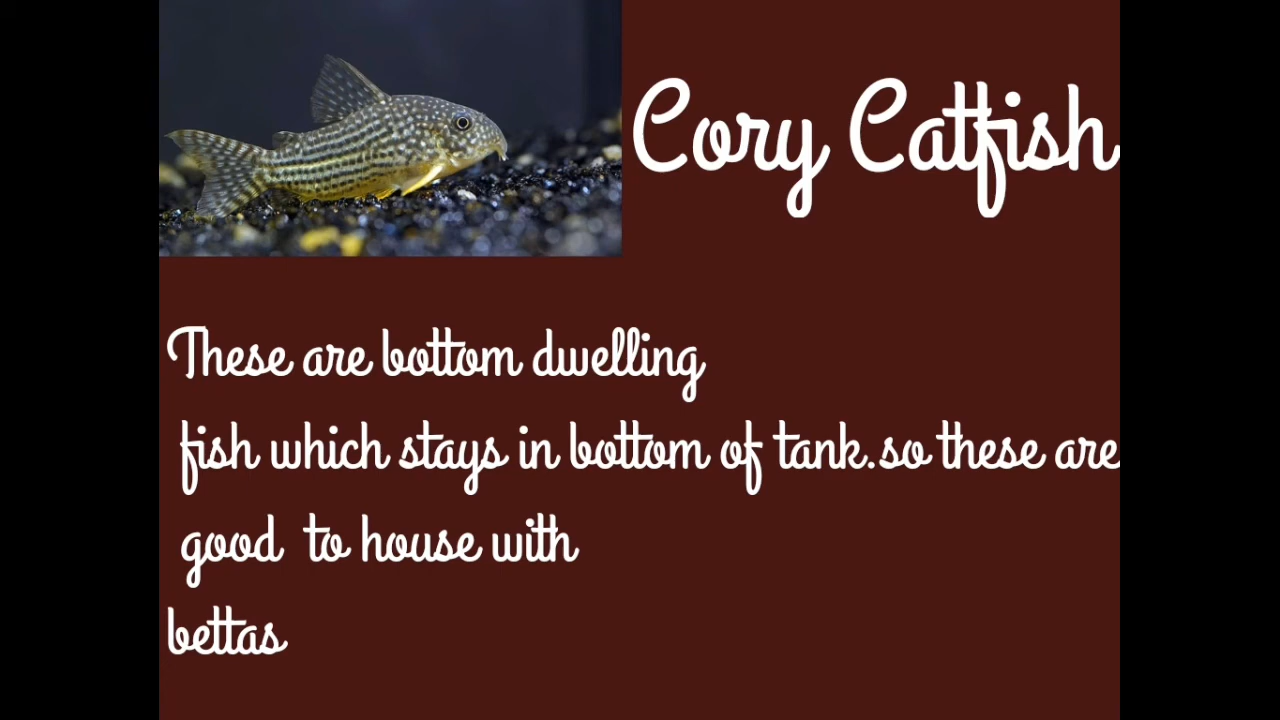 Cory Catfish
These are bottom dwelling
fish which stays in bottom of tank.so these are
good to house with
bettas